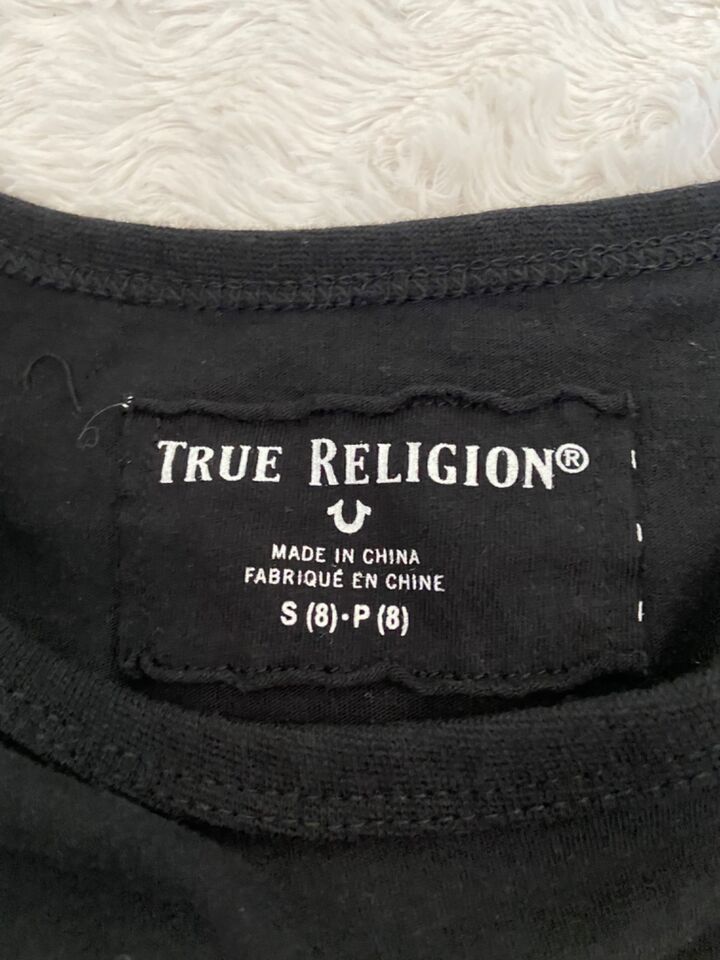 TRUE RELIGION®
MADE IN CHINA
FABRIQUÉ EN CHINE
S (8)·P (8)